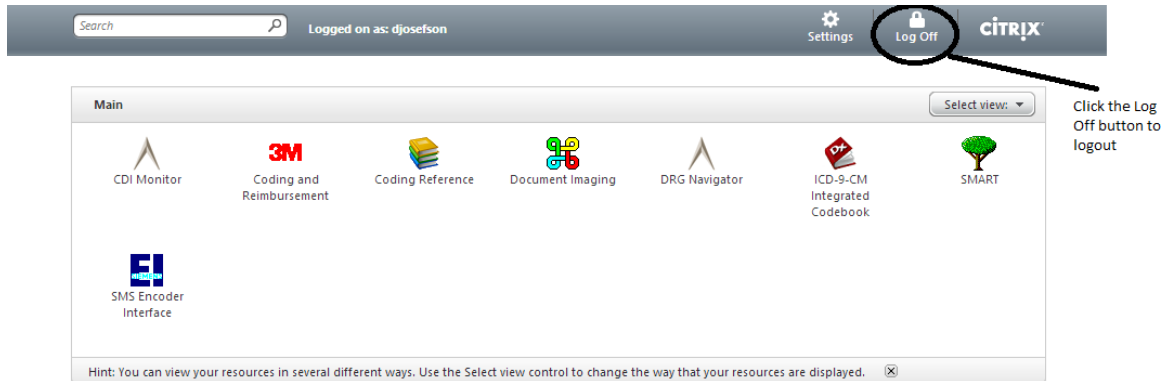 Search
Logged on as: djosefson
Settings
Log Off
CİTRIX
Click the Log
Off button to
logout
Main
Select view:
CDI Monitor
3M
Coding and
Reimbursement
Coding Reference
Document Imaging
DRG Navigator
D+
ICD-9-CM
Integrated
Codebook
SMART
SMS Encoder
Interface
Hint: You can view your resources in several different ways. Use the Select view control to change the way that your resources are displayed.